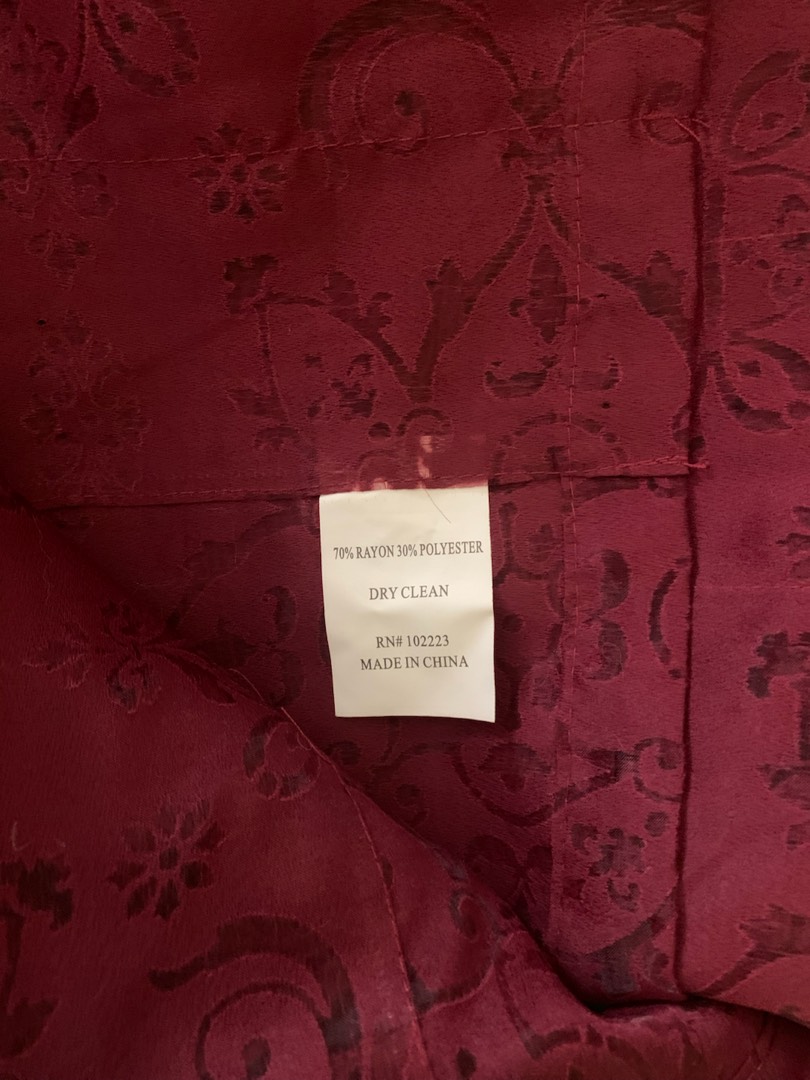 70% RAYON 30% POLYESTER
DRY CLEAN
RN# 102223
MADE IN CHINA